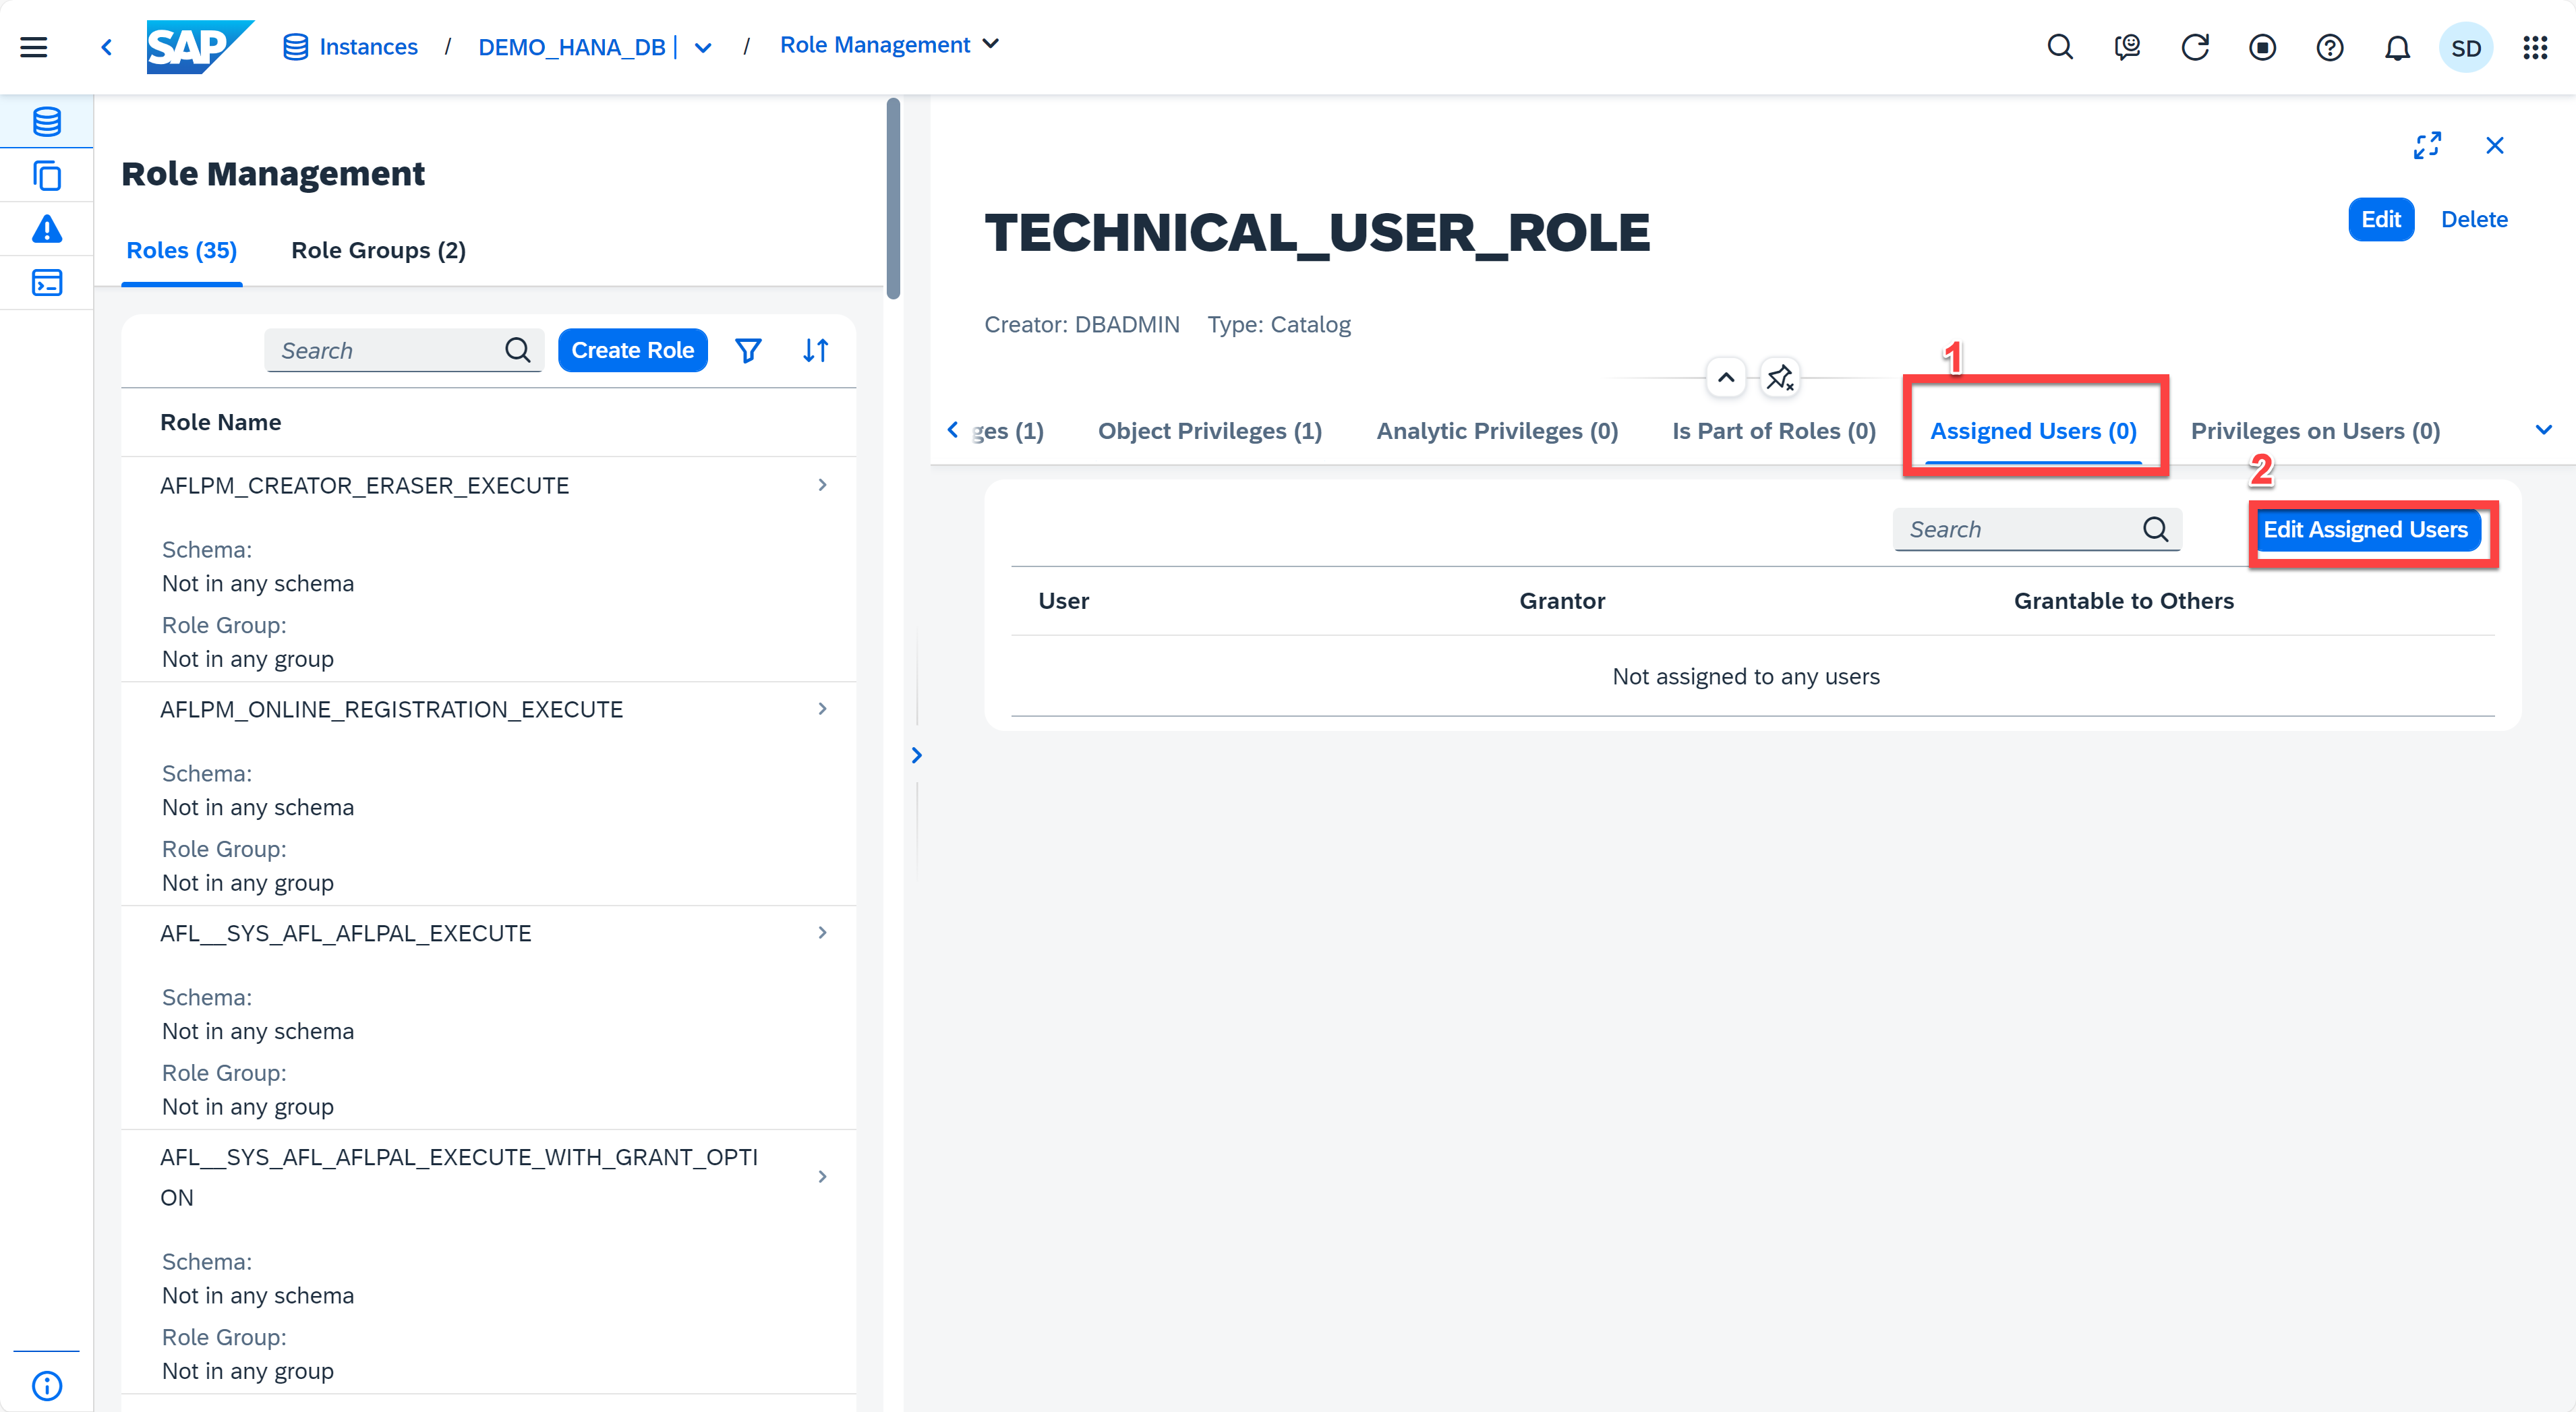 SAP Instances / DEMO_HANA_DB | / Role Management SD
Role Management
Roles (35) Role Groups (2)
Search Create Role
Role Name
AFLPM_CREATOR_ERASER_EXECUTE
Schema:
Not in any schema
Role Group:
Not in any group
AFLPM_ONLINE_REGISTRATION_EXECUTE
Schema:
Not in any schema
Role Group:
Not in any group
AFL__SYS_AFL_AFLPAL_EXECUTE
Schema:
Not in any schema
Role Group:
Not in any group
AFL__SYS_AFL_AFLPAL_EXECUTE_WITH_GRANT_OPTI
ON
Schema:
Not in any schema
Role Group:
Not in any group
TECHNICAL_USER_ROLE
Edit Delete
Creator: DBADMIN Type: Catalog
1
ges (1) Object Privileges (1) Analytic Privileges (0) Is Part of Roles (0) Assigned Users (0) Privileges on Users (0)
2
Search Edit Assigned Users
User Grantor Grantable to Others
Not assigned to any users